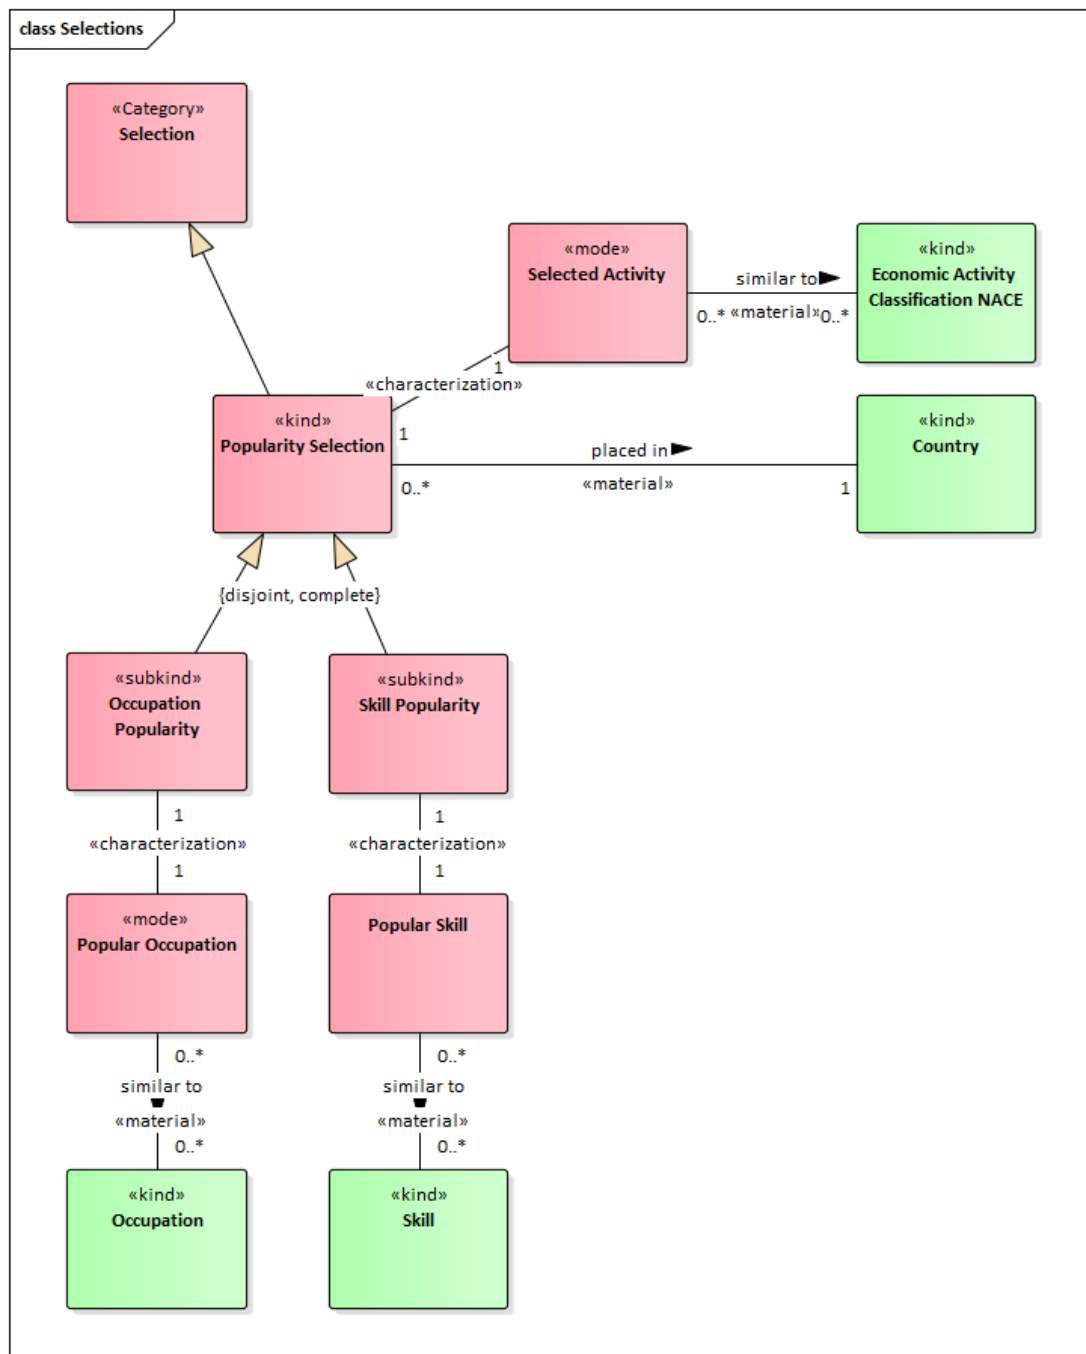 class Selections
«Category»
Selection
«mode»
Selected Activity
similar to
0..* «material» 0..*
«kind»
Economic Activity
Classification NACE
1
«characterization»
1
«kind»
Popularity Selection
placed in
0..*
«material»
1
«kind»
Country
{disjoint, complete}
«subkind»
Occupation
Popularity
«subkind»
Skill Popularity
1
«characterization»
1
1
«characterization»
1
«mode»
Popular Occupation
Popular Skill
0..*
similar to
«material»
0..*
0..*
similar to
«material»
0..*
«kind»
Occupation
«kind»
Skill